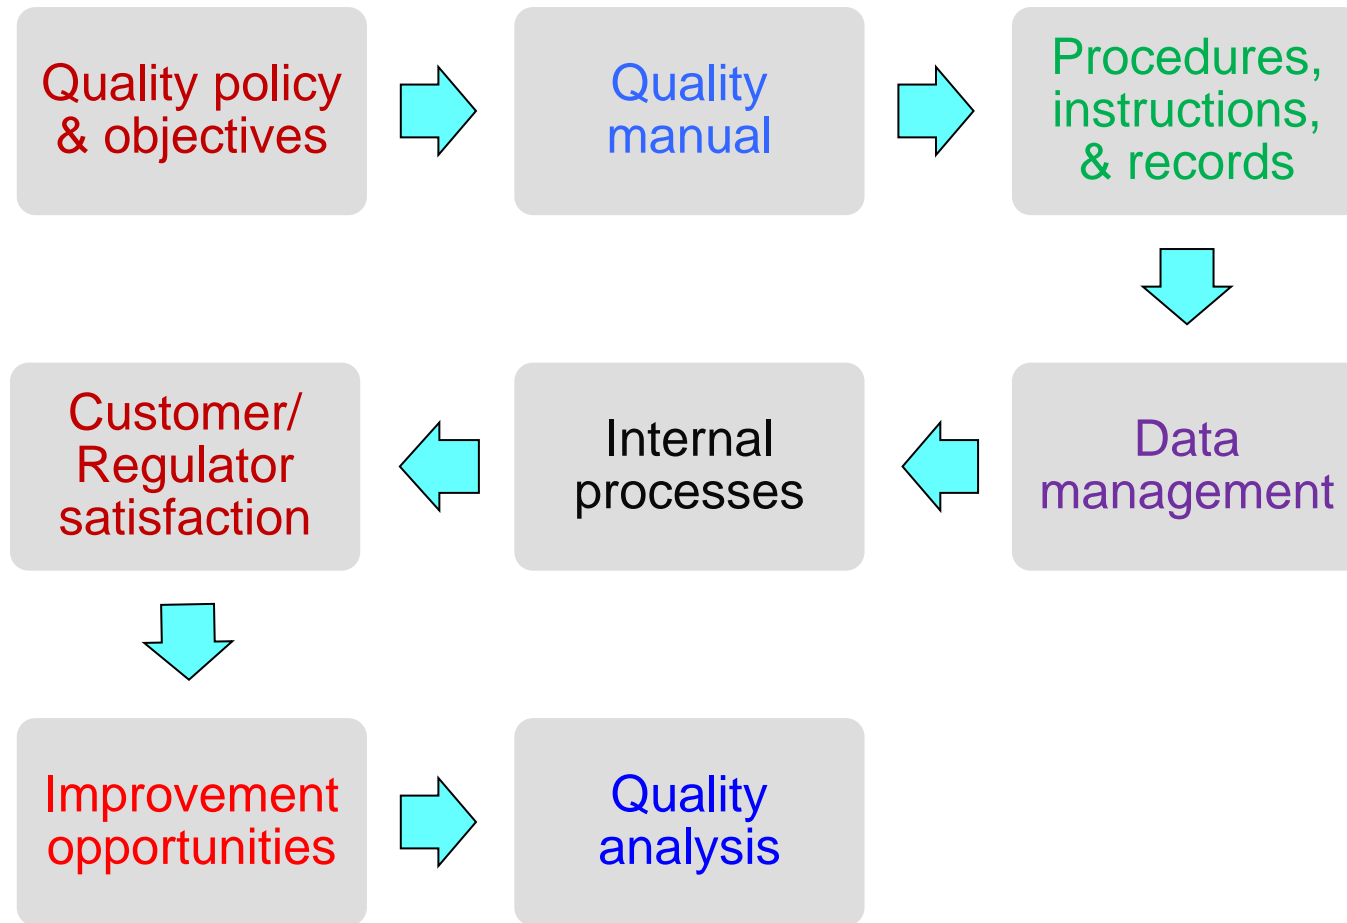 Quality policy
& objectives
Quality
manual
Procedures,
instructions,
& records
Data
management
Internal
processes
Customer/
Regulator
satisfaction
Improvement
opportunities
Quality
analysis